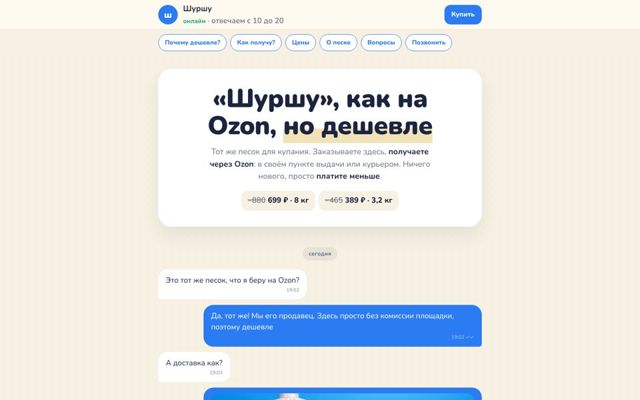 ш
Шуршу
онлайн · отвечаем с 10 до 20
Купить
Почему дешевле?
Как получу?
Цены
О песке
Вопросы
Позвонить
«Шуршу», как на
Ozon, но дешевле
Тот же песок для купания. Заказываете здесь, получаете
через Ozon: в своём пункте выдачи или курьером. Ничего
нового, просто платите меньше.
~880 699 ₽ · 8 кг
~465 389 ₽ · 3,2 кг
сегодня
Это тот же песок, что я беру на Ozon?
19:02
Да, тот же! Мы его продавец. Здесь просто без комиссии площадки,
поэтому дешевле
19:02 ✓✓
А доставка как?
19:03